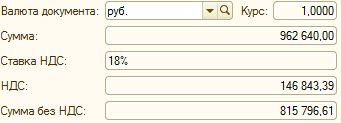 Валюта документа: руб. Курс: 1,0000
Сумма: 962 640,00
Ставка НДС: 18%
НДС: 146 843,39
Сумма без НДС: 815 796,61